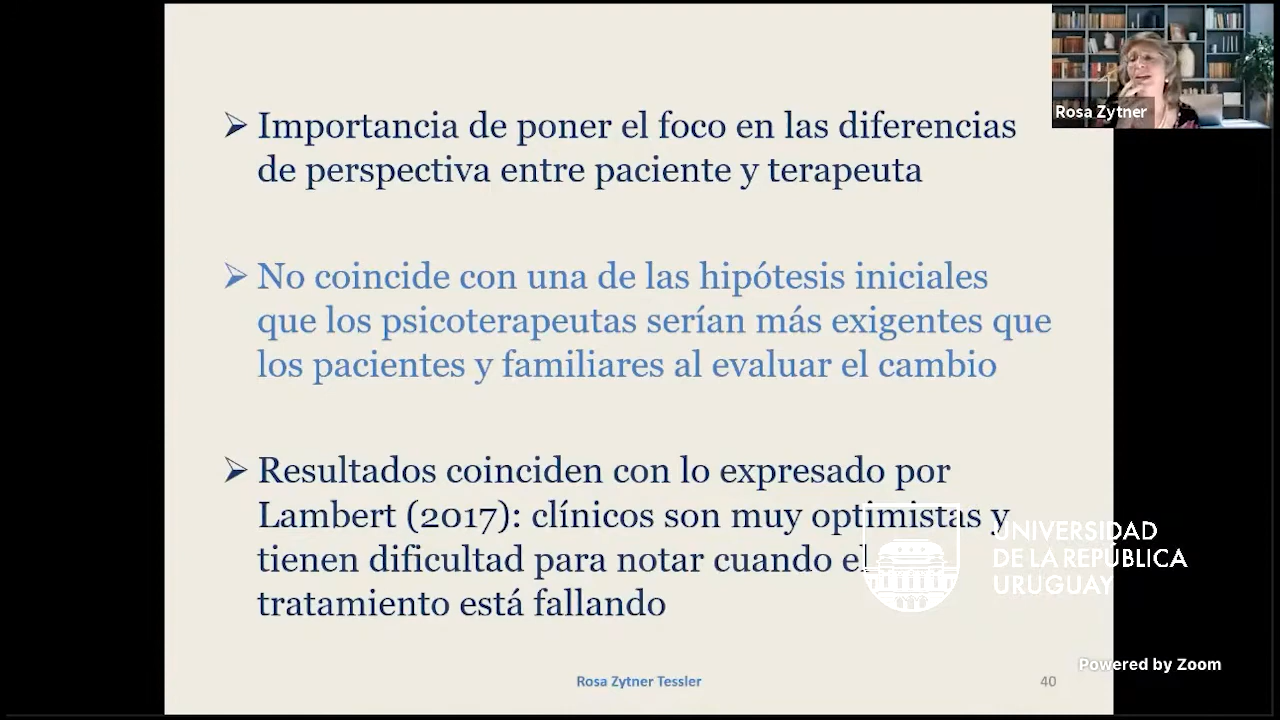 Rosa Zytner
➢ Importancia de poner el foco en las diferencias
de perspectiva entre paciente y terapeuta
➢ No coincide con una de las hipótesis iniciales
que los psicoterapeutas serían más exigentes que
los pacientes y familiares al evaluar el cambio
➢ Resultados coinciden con lo expresado por
Lambert (2017): clínicos son muy optimistas y
tienen dificultad para notar cuando el
tratamiento está fallando
UNIVERSIDAD
DE LA REPÚBLICA
URUGUAY
Powered by Zoom
Rosa Zytner Tessler
40